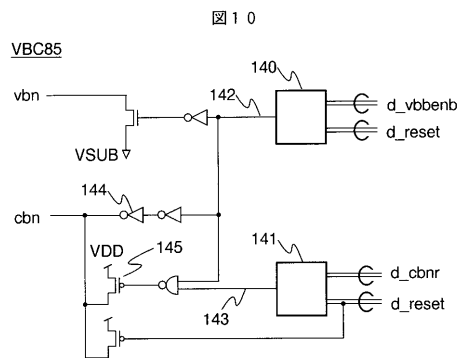 図10
VBC85
140
vbn
142
d_vbbenb
d_reset
VSUB
144
cbn
VDD
145
141
d_cbnr
d_reset
143